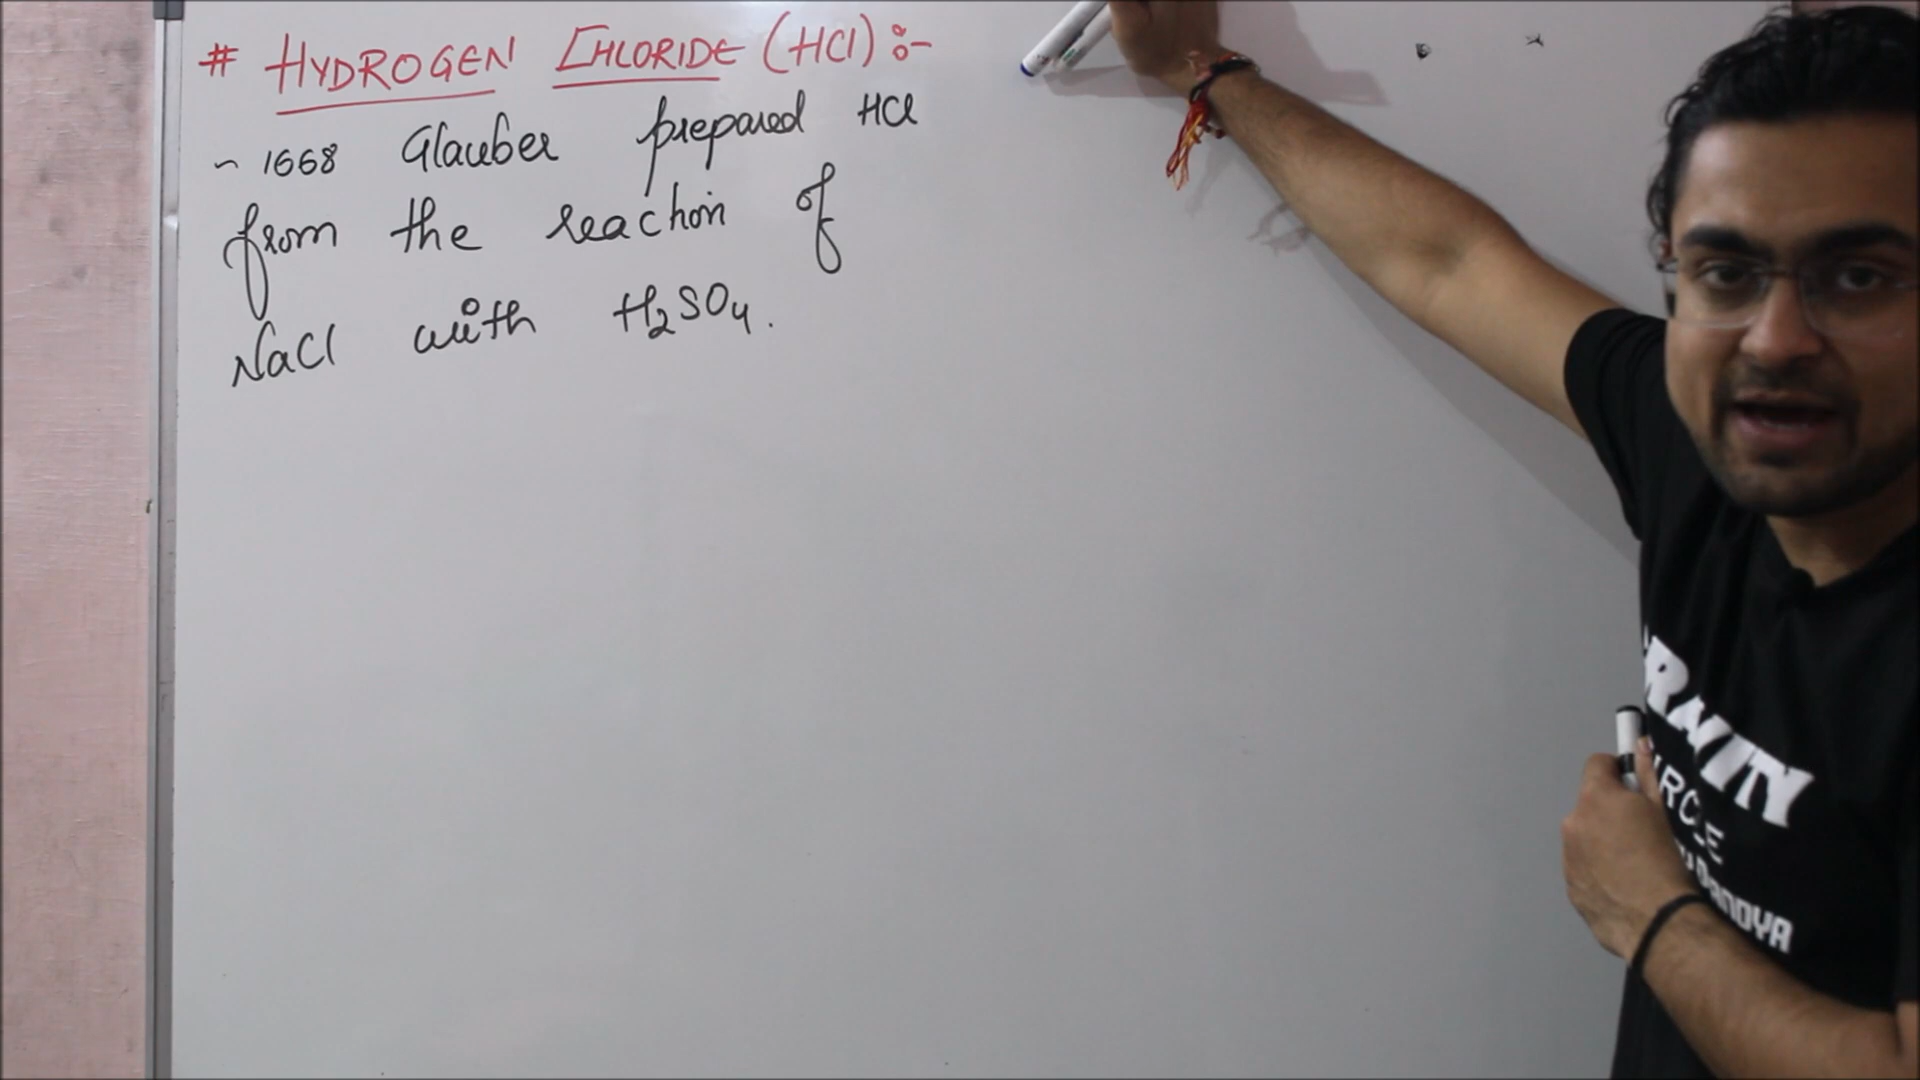 # HYDROGEN CHLORIDE (HCl) :-
~ 1668 Glauber prepared HCl
from the reaction of
NaCl with H₂SO₄.